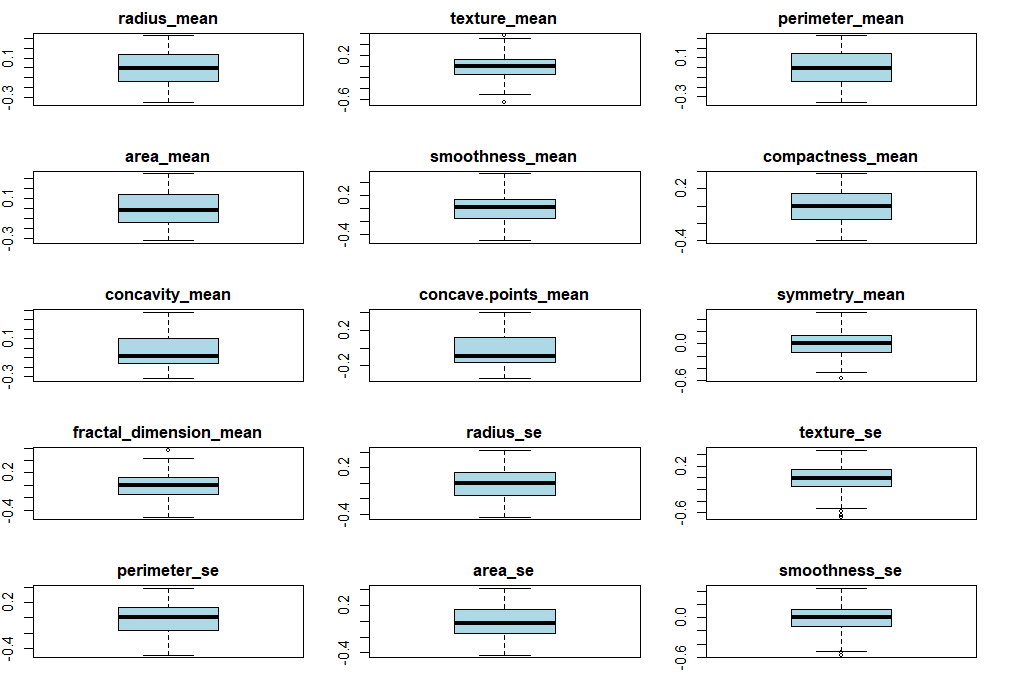 radius_mean
texture_mean
perimeter_mean
0.1
-0.3
0.2
-0.6
0.1
-0.3
area_mean
smoothness_mean
compactness_mean
0.1
-0.3
0.2
-0.4
0.2
-0.4
concavity_mean
concave.points_mean
symmetry_mean
0.1
-0.3
0.2
-0.2
0.0
-0.6
fractal_dimension_mean
radius_se
texture_se
0.2
-0.4
0.2
-0.4
0.2
-0.6
perimeter_se
area_se
smoothness_se
0.2
-0.4
0.2
-0.4
0.0
-0.6